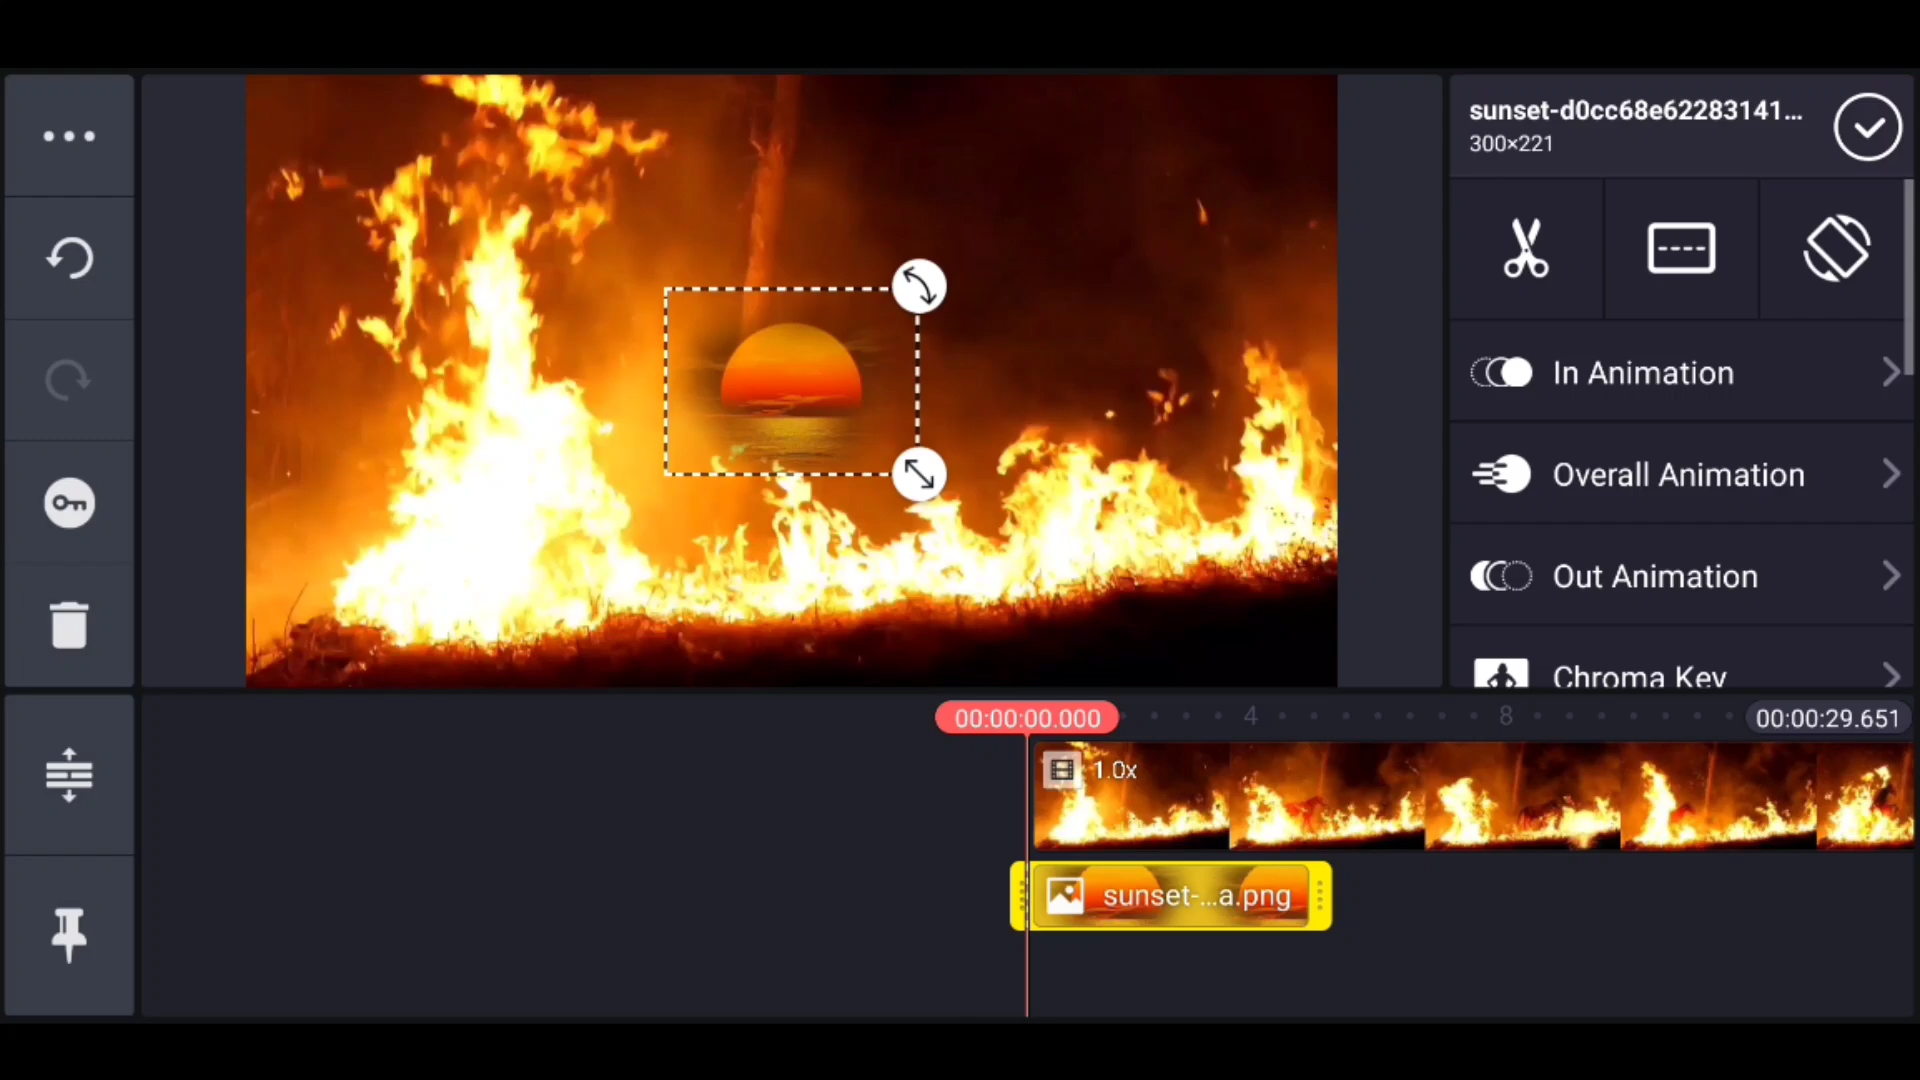 sunset-d0cc68e62283141...
300×221
In Animation
Overall Animation
Out Animation
Chroma Key
00:00:00.000
4
8
00:00:29.651
1.0x
sunset-...a.png